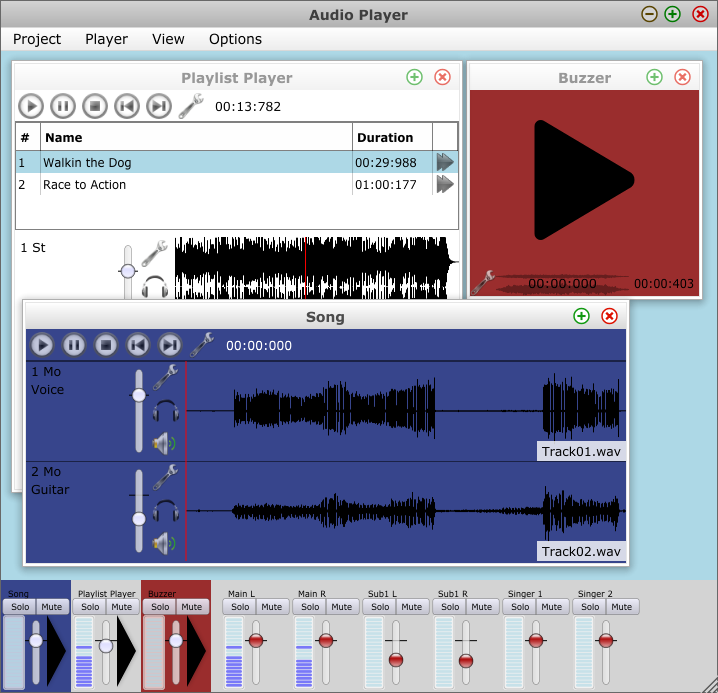 Audio Player
Project Player View Options
Playlist Player
00:13:782
# Name Duration
1 Walkin the Dog 00:29:988
2 Race to Action 01:00:177
1 St
Buzzer
00:00:000 00:00:403
Song
00:00:000
1 Mo
Voice
Track01.wav
2 Mo
Guitar
Track02.wav
Song Playlist Player Buzzer Main L Main R Sub1 L Sub1 R Singer 1 Singer 2
Solo Mute Solo Mute Solo Mute Solo Mute Solo Mute Solo Mute Solo Mute Solo Mute Solo Mute